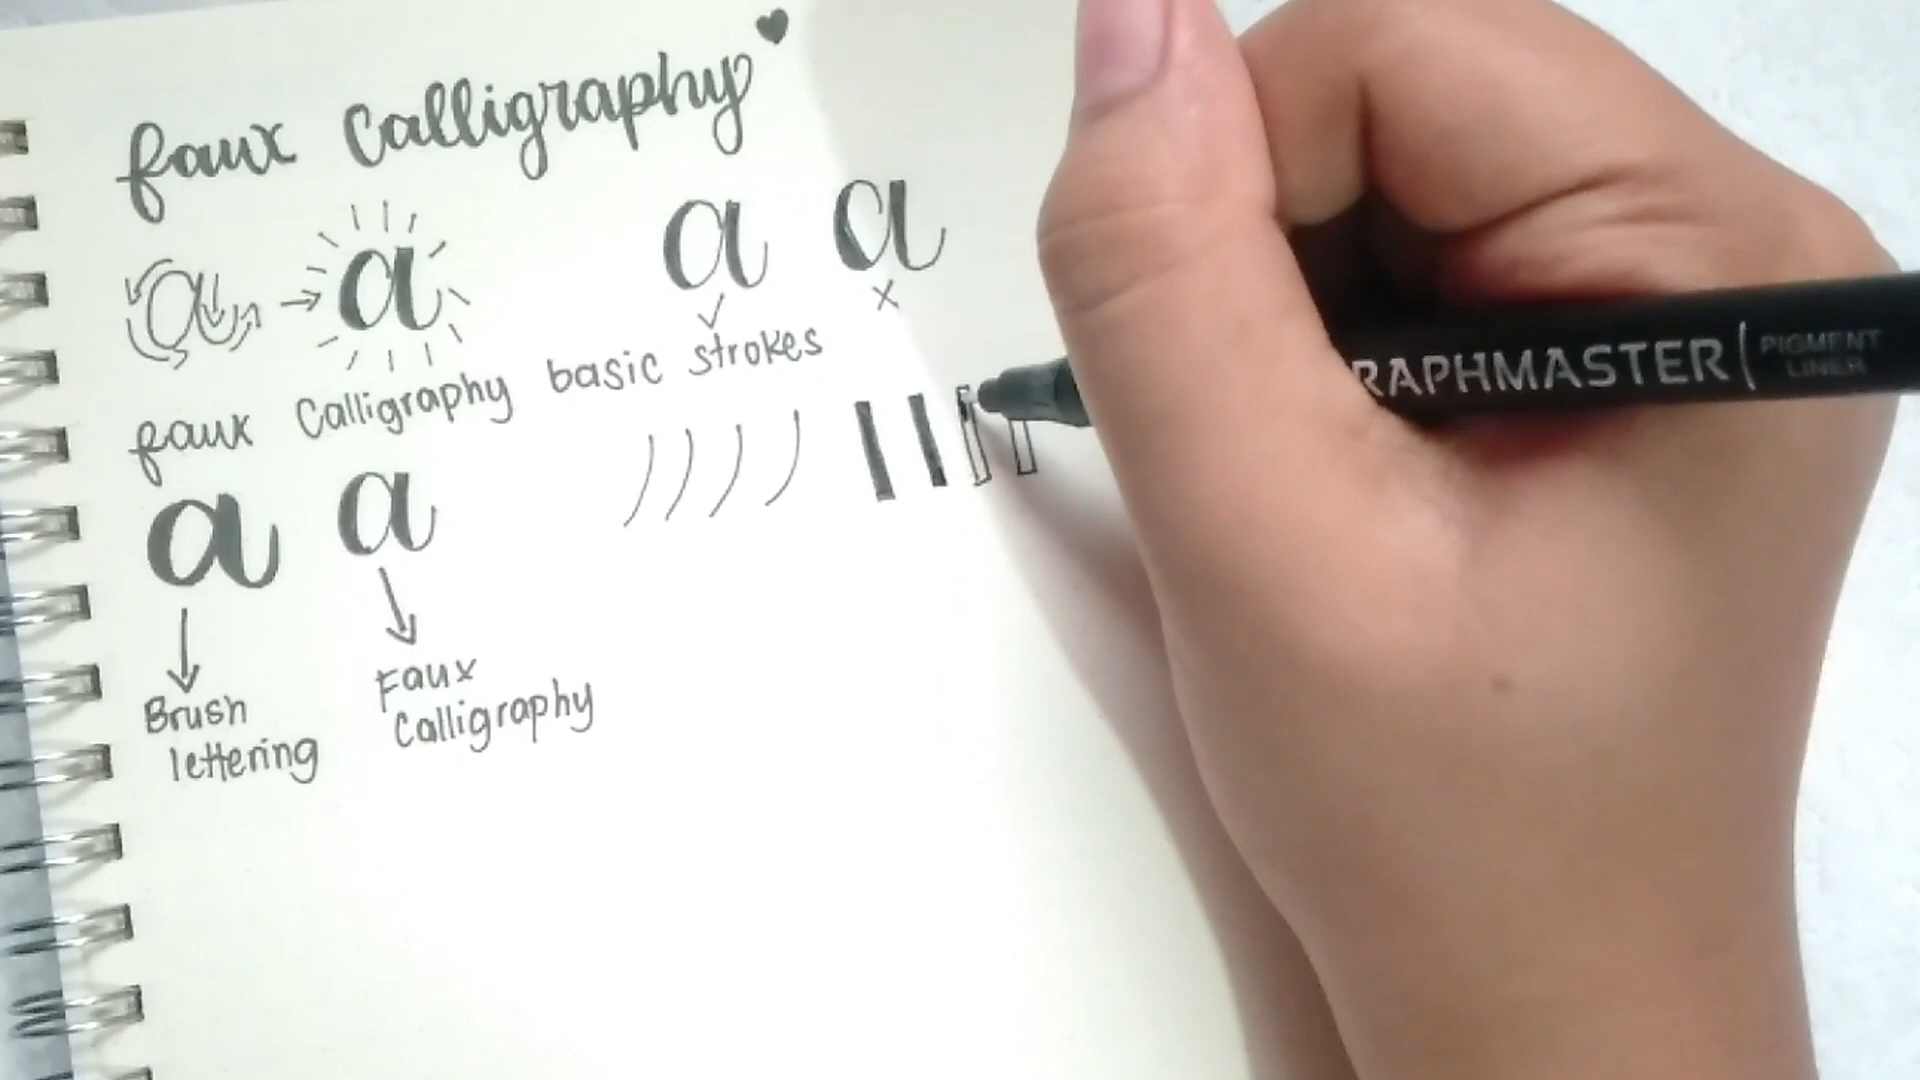 faux Calligraphy
a → a
a a
✓ x
faux Calligraphy basic strokes
a a
Brush
lettering
Faux
Calligraphy
RAPHMASTER
PIGMENT
LINER